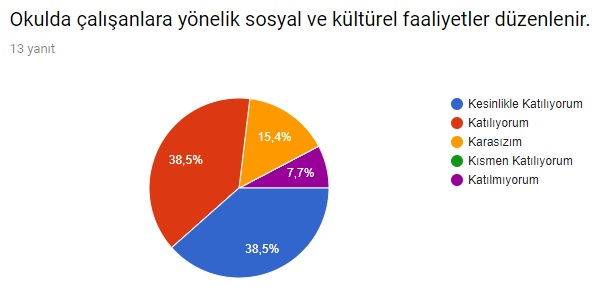 Okulda çalışanlara yönelik sosyal ve kültürel faaliyetler düzenlenir.
13 yanıt
Kesinlikle Katılıyorum
Katılıyorum
Karasızım
Kısmen Katılıyorum
Katılmıyorum
15,4%
38,5%
7,7%
38,5%